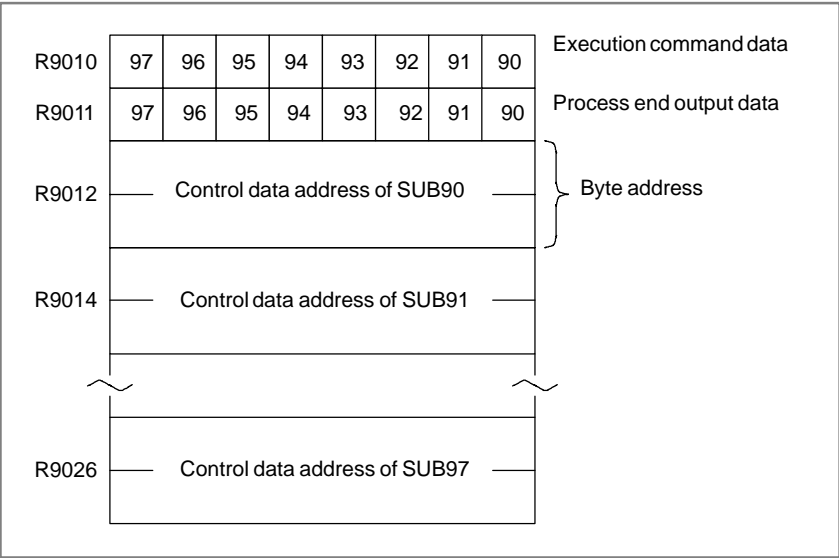 R9010 97 96 95 94 93 92 91 90 Execution command data
R9011 97 96 95 94 93 92 91 90 Process end output data
R9012 Control data address of SUB90 Byte address
R9014 Control data address of SUB91
R9026 Control data address of SUB97